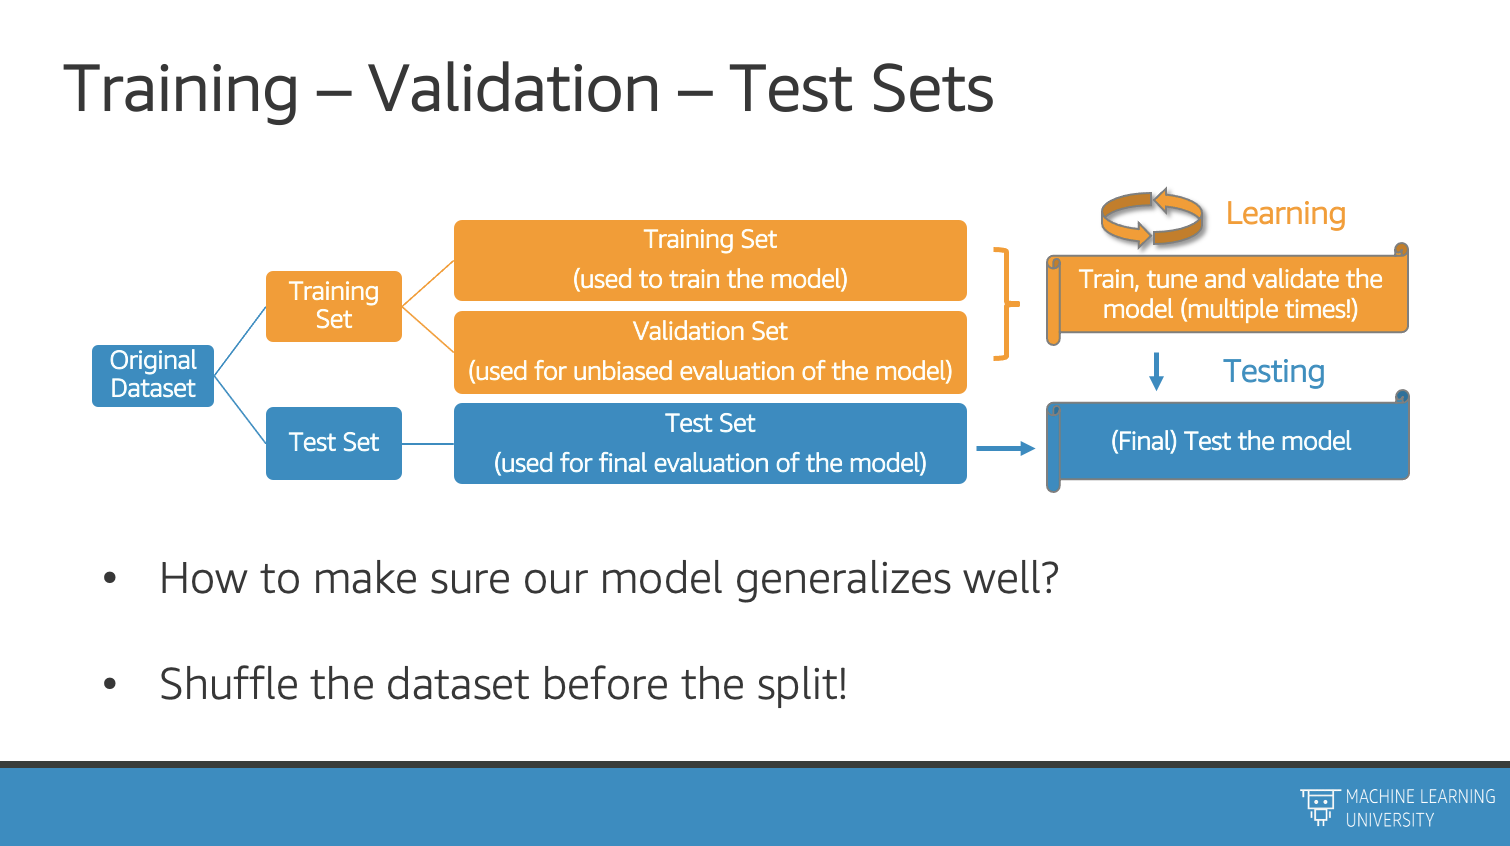 Training – Validation – Test Sets
Original
Dataset
Training
Set
Test Set
Training Set
(used to train the model)
Validation Set
(used for unbiased evaluation of the model)
Test Set
(used for final evaluation of the model)
Learning
Train, tune and validate the
model (multiple times!)
Testing
(Final) Test the model
• How to make sure our model generalizes well?
• Shuffle the dataset before the split!
MACHINE LEARNING
UNIVERSITY